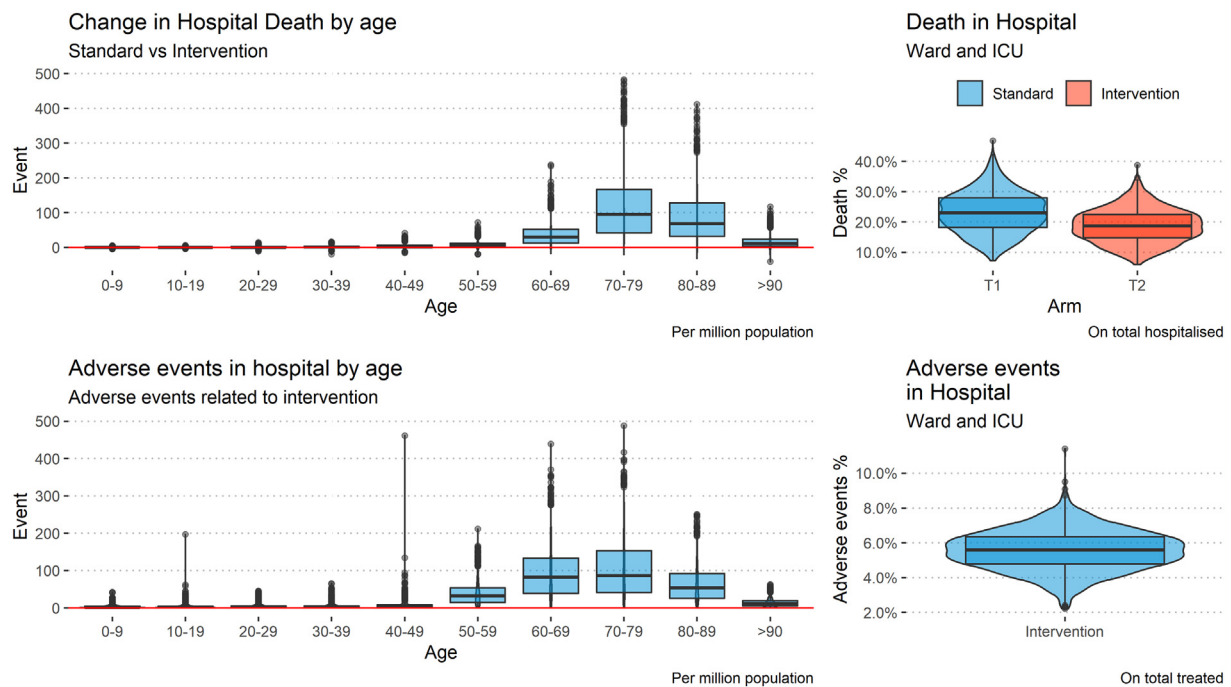 Change in Hospital Death by age
Standard vs Intervention
500
400
300
200
100
0
Event
0-9 10-19 20-29 30-39 40-49 50-59 60-69 70-79 80-89 >90
Age
Per million population
Death in Hospital
Ward and ICU
Standard Intervention
40.0%
30.0%
20.0%
10.0%
Death %
T1 T2
Arm
On total hospitalised
Adverse events in hospital by age
Adverse events related to intervention
500
400
300
200
100
0
Event
0-9 10-19 20-29 30-39 40-49 50-59 60-69 70-79 80-89 >90
Age
Per million population
Adverse events
in Hospital
Ward and ICU
10.0%
8.0%
6.0%
4.0%
2.0%
Adverse events %
Intervention
On total treated